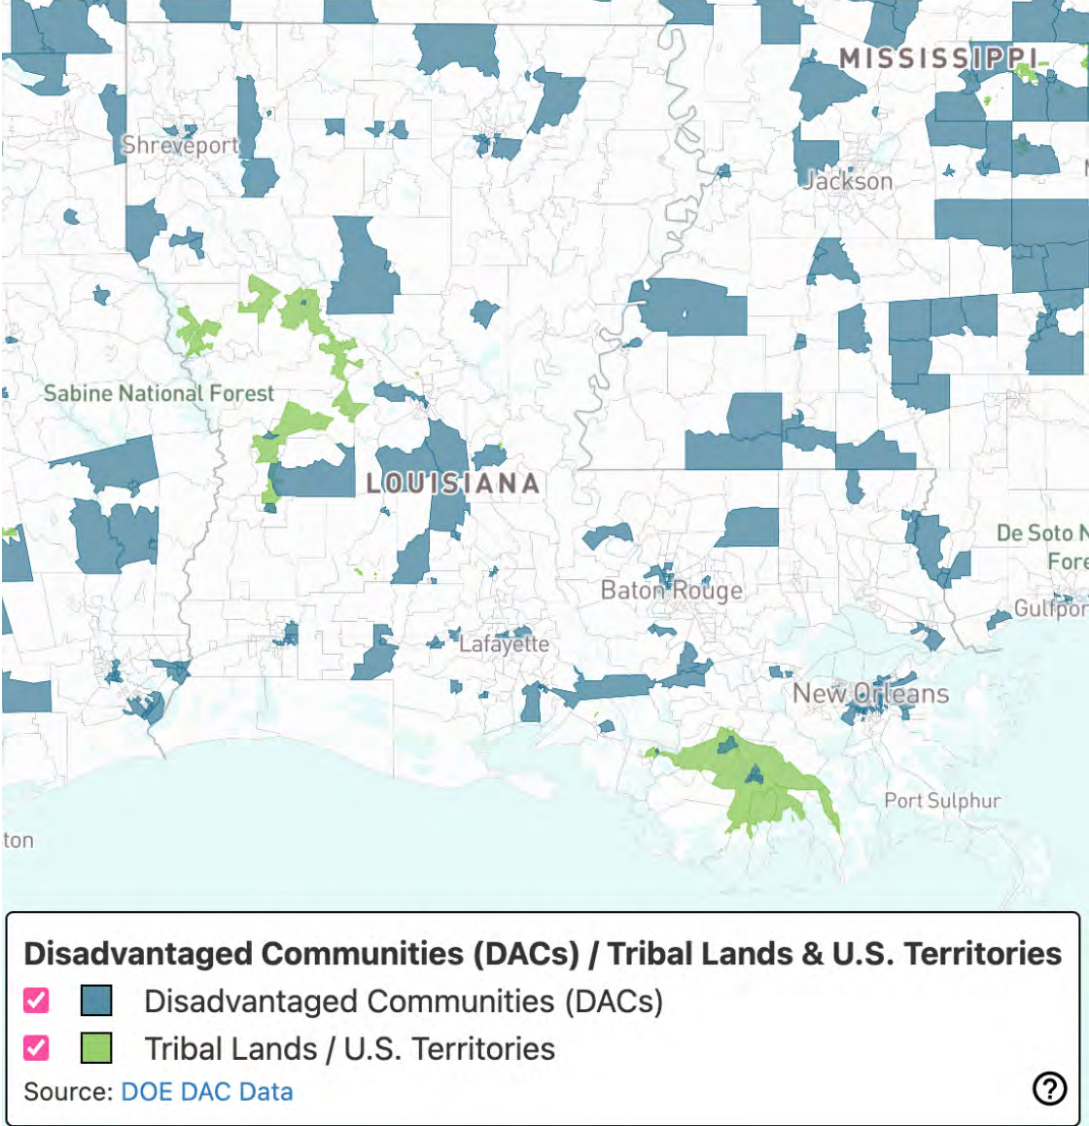 MISSISSIPPI
Shreveport
Jackson
Sabine National Forest
LOUISIANA
De Soto N
Fore
Baton Rouge
Gulfpor
Lafayette
New Orleans
Port Sulphur
ton
Disadvantaged Communities (DACs) / Tribal Lands & U.S. Territories
Disadvantaged Communities (DACs)
Tribal Lands / U.S. Territories
Source: DOE DAC Data
?